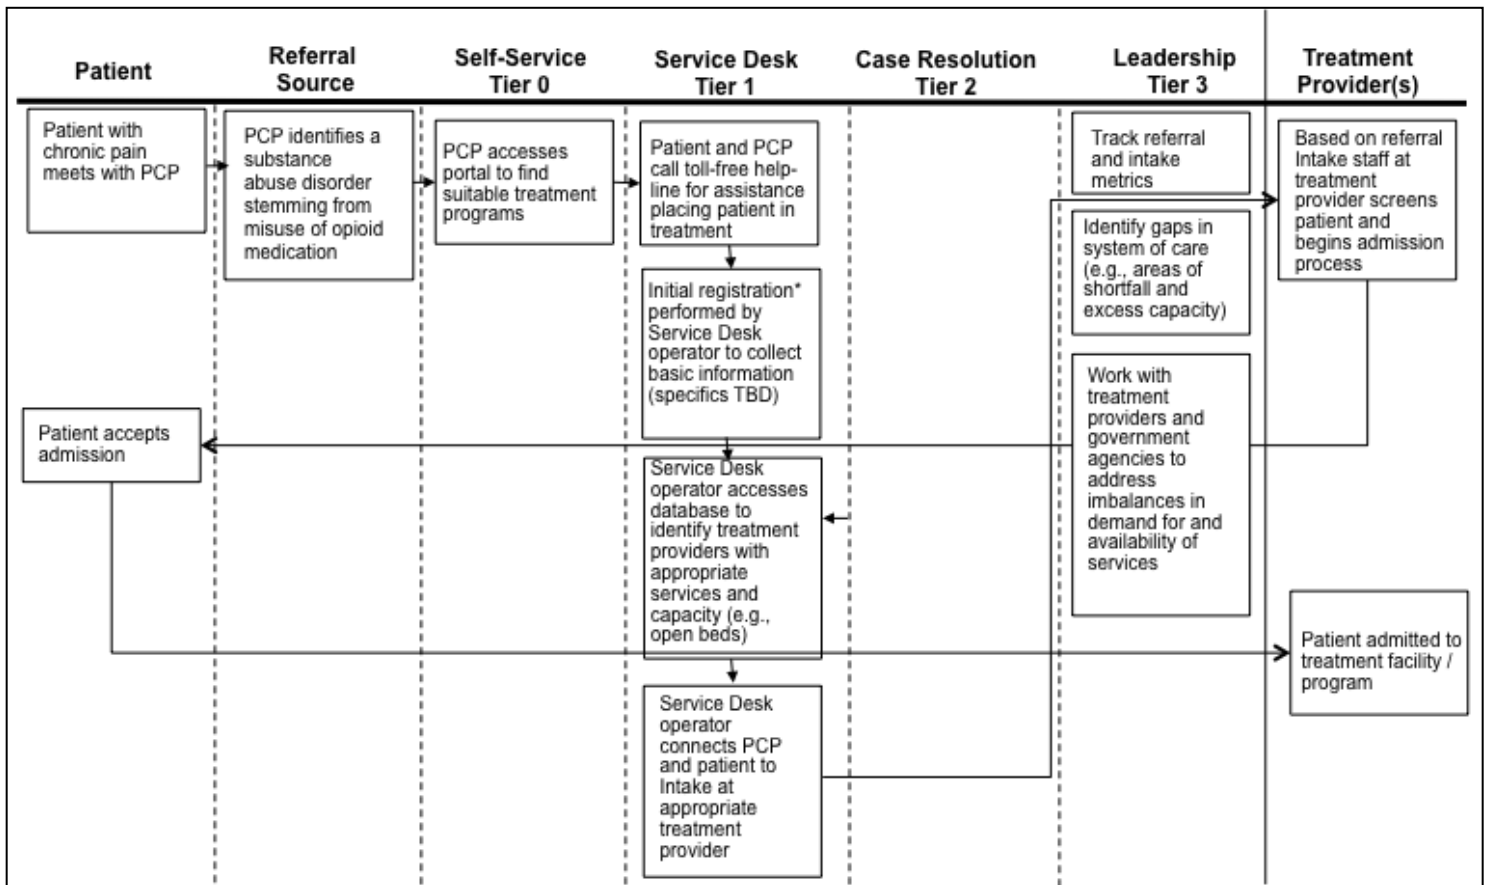 Patient
Referral
Source
Self-Service
Tier 0
Service Desk
Tier 1
Case Resolution
Tier 2
Leadership
Tier 3
Treatment
Provider(s)
Patient with
chronic pain
meets with PCP
PCP identifies a
substance
abuse disorder
stemming from
misuse of opioid
medication
PCP accesses
portal to find
suitable treatment
programs
Patient and PCP
call toll-free help-
line for assistance
placing patient in
treatment
Initial registration*
performed by
Service Desk
operator to collect
basic information
(specifics TBD)
Service Desk
operator accesses
database to
identify treatment
providers with
appropriate
services and
capacity (e.g.,
open beds)
Service Desk
operator
connects PCP
and patient to
Intake at
appropriate
treatment
provider
Track referral
and intake
metrics
Identify gaps in
system of care
(e.g., areas of
shortfall and
excess capacity)
Work with
treatment
providers and
government
agencies to
address
imbalances in
demand for and
availability of
services
Based on referral
Intake staff at
treatment
provider screens
patient and
begins admission
process
Patient accepts
admission
Patient admitted to
treatment facility /
program